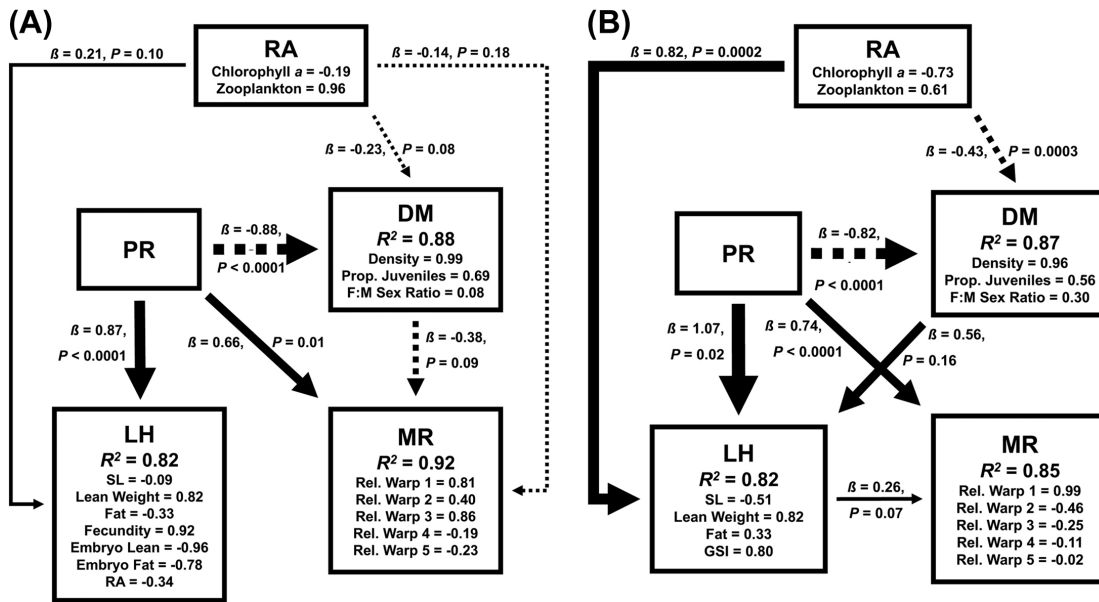 (A)
ß = 0.21, P = 0.10
RA
Chlorophyll a = -0.19
Zooplankton = 0.96
ß = -0.14, P = 0.18
ß = -0.23, P = 0.08
PR
ß = -0.88,
P < 0.0001
DM
R² = 0.88
Density = 0.99
Prop. Juveniles = 0.69
F:M Sex Ratio = 0.08
ß = 0.87,
P < 0.0001
ß = 0.66, P = 0.01
ß = -0.38,
P = 0.09
LH
R² = 0.82
SL = -0.09
Lean Weight = 0.82
Fat = -0.33
Fecundity = 0.92
Embryo Lean = -0.96
Embryo Fat = -0.78
RA = -0.34
MR
R² = 0.92
Rel. Warp 1 = 0.81
Rel. Warp 2 = 0.40
Rel. Warp 3 = 0.86
Rel. Warp 4 = -0.19
Rel. Warp 5 = -0.23
(B)
ß = 0.82, P = 0.0002
RA
Chlorophyll a = -0.73
Zooplankton = 0.61
ß = -0.43, P = 0.0003
PR
ß = -0.82,
P < 0.0001
DM
R² = 0.87
Density = 0.96
Prop. Juveniles = 0.56
F:M Sex Ratio = 0.30
ß = 1.07,
P = 0.02
ß = 0.74,
P < 0.0001
ß = 0.56,
P = 0.16
LH
R² = 0.82
SL = -0.51
Lean Weight = 0.82
Fat = 0.33
GSI = 0.80
ß = 0.26,
P = 0.07
MR
R² = 0.85
Rel. Warp 1 = 0.99
Rel. Warp 2 = -0.46
Rel. Warp 3 = -0.25
Rel. Warp 4 = -0.11
Rel. Warp 5 = -0.02